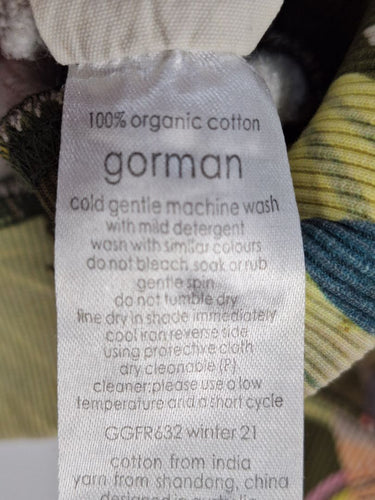 100% organic cotton
gorman
cold gentle machine wash
with mild detergent
wash with similar colours
do not bleach, soak or rub
gentle spin
do not tumble dry
line dry in shade immediately
cool iron reverse side
using protective cloth
dry cleanable (P)
cleaner: please use a low
temperature and a short cycle
GGFR632 winter 21
cotton from india
yarn from shandong, china
designed in